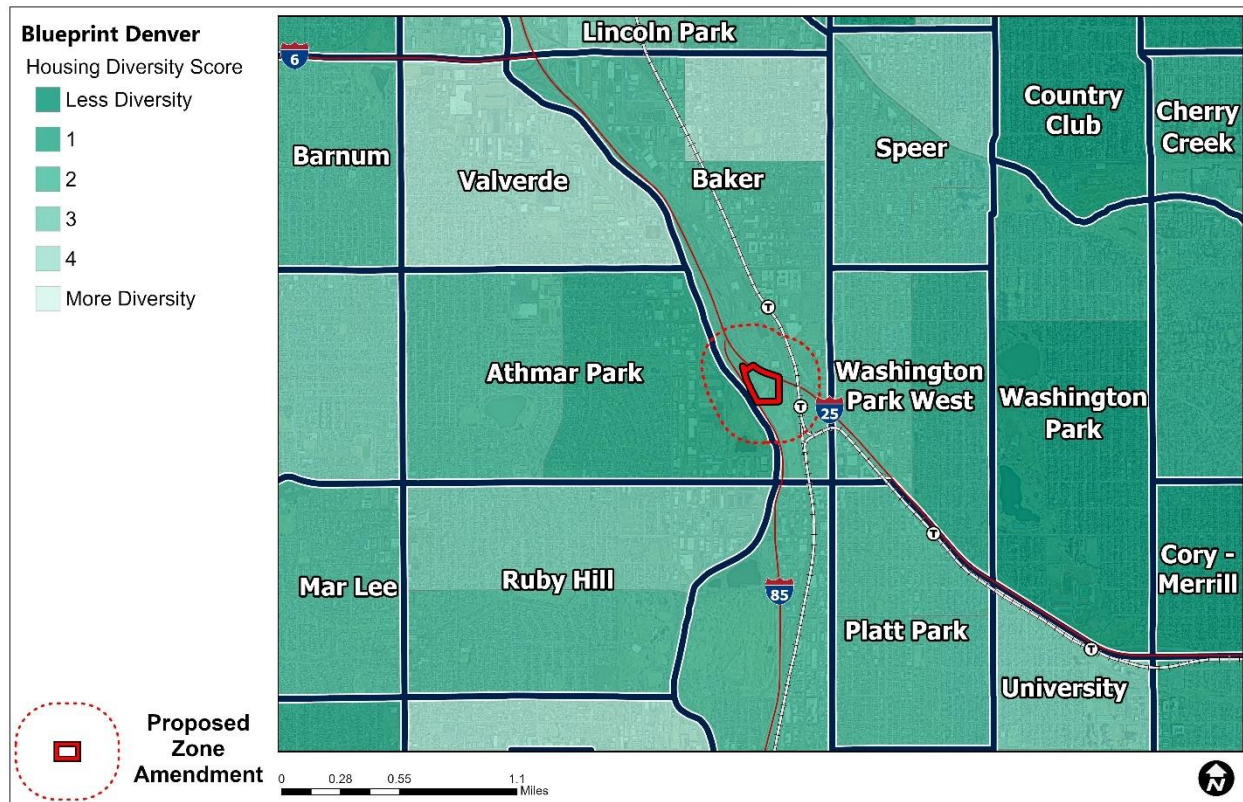 Blueprint Denver
Housing Diversity Score
Less Diversity
1
2
3
4
More Diversity
Proposed
Zone
Amendment
Lincoln Park
6
Country
Club
Cherry
Creek
Barnum
Valverde
Baker
Speer
T
Athmar Park
Washington
Park West
Washington
Park
T
25
T
Mar Lee
Ruby Hill
85
Platt Park
Cory -
Merrill
T
University
0 0.28 0.55 1.1
Miles
N